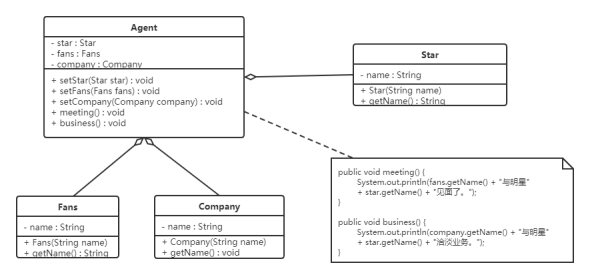 Agent
- star : Star
- fans : Fans
- company : Company
+ setStar(Star star) : void
+ setFans(Fans fans) : void
+ setCompany(Company company) : void
+ meeting() : void
+ business() : void
Star
- name : String
+ Star(String name)
+ getName() : String
Fans
- name : String
+ Fans(String name)
+ getName() : String
Company
- name : String
+ Company(String name)
+ getName() : void
public void meeting() {
System.out.println(fans.getName() + "与明星"
+ star.getName() + "见面了。");
}
public void business() {
System.out.println(company.getName() + "与明星"
+ star.getName() + "洽淡业务。");
}